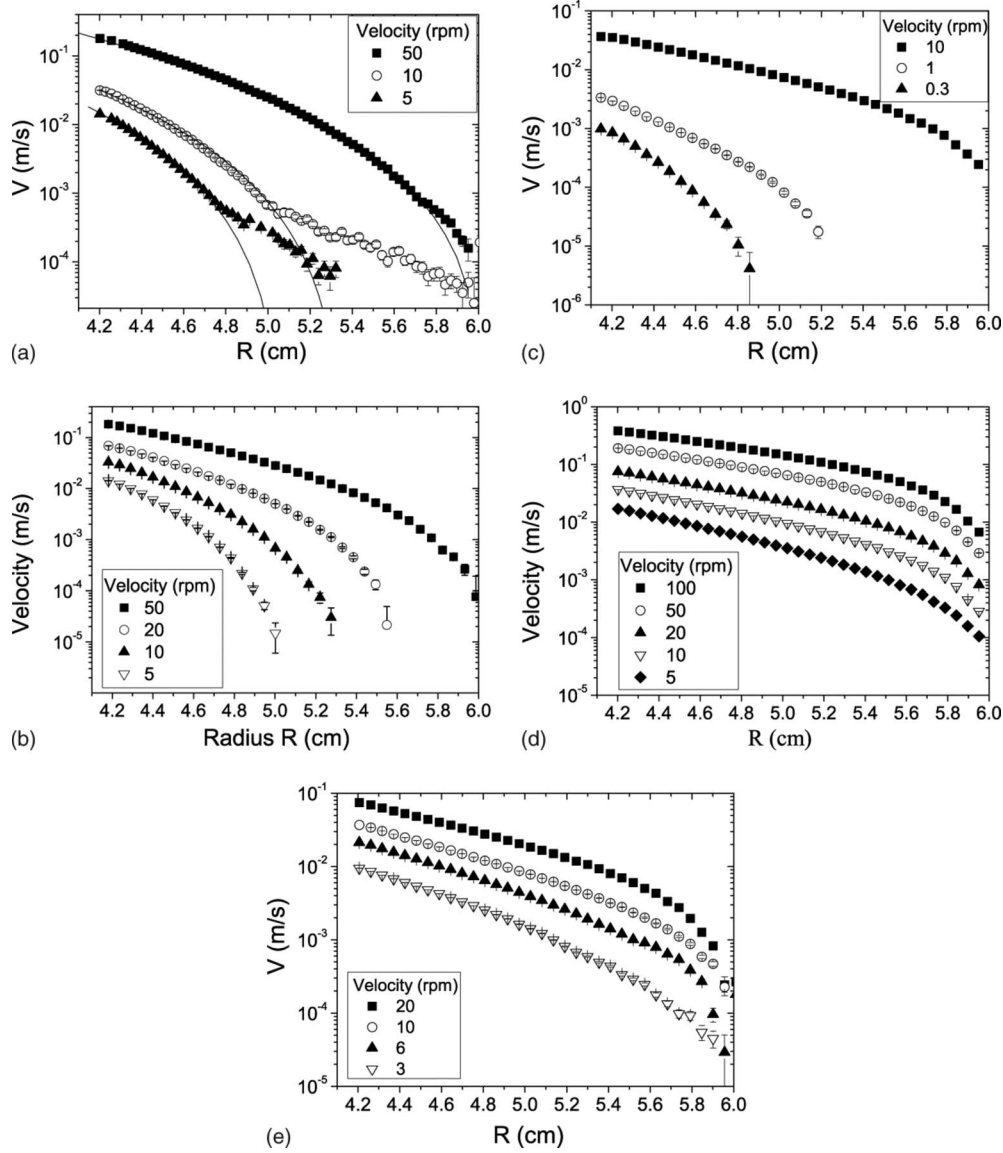 Velocity (rpm)
50
10
5
10⁻¹
10⁻²
10⁻³
10⁻⁴
V (m/s)
4.2 4.4 4.6 4.8 5.0 5.2 5.4 5.6 5.8 6.0
R (cm)
(a)
Velocity (rpm)
10
1
0.3
10⁻¹
10⁻²
10⁻³
10⁻⁴
10⁻⁵
10⁻⁶
V (m/s)
4.2 4.4 4.6 4.8 5.0 5.2 5.4 5.6 5.8 6.0
R (cm)
(c)
10⁻¹
10⁻²
10⁻³
10⁻⁴
10⁻⁵
Velocity (m/s)
Velocity (rpm)
50
20
10
5
4.2 4.4 4.6 4.8 5.0 5.2 5.4 5.6 5.8 6.0
Radius R (cm)
(b)
10⁰
10⁻¹
10⁻²
10⁻³
10⁻⁴
10⁻⁵
Velocity (m/s)
Velocity (rpm)
100
50
20
10
5
4.2 4.4 4.6 4.8 5.0 5.2 5.4 5.6 5.8 6.0
R (cm)
(d)
10⁻¹
10⁻²
10⁻³
10⁻⁴
10⁻⁵
V (m/s)
Velocity (rpm)
20
10
6
3
4.2 4.4 4.6 4.8 5.0 5.2 5.4 5.6 5.8 6.0
R (cm)
(e)